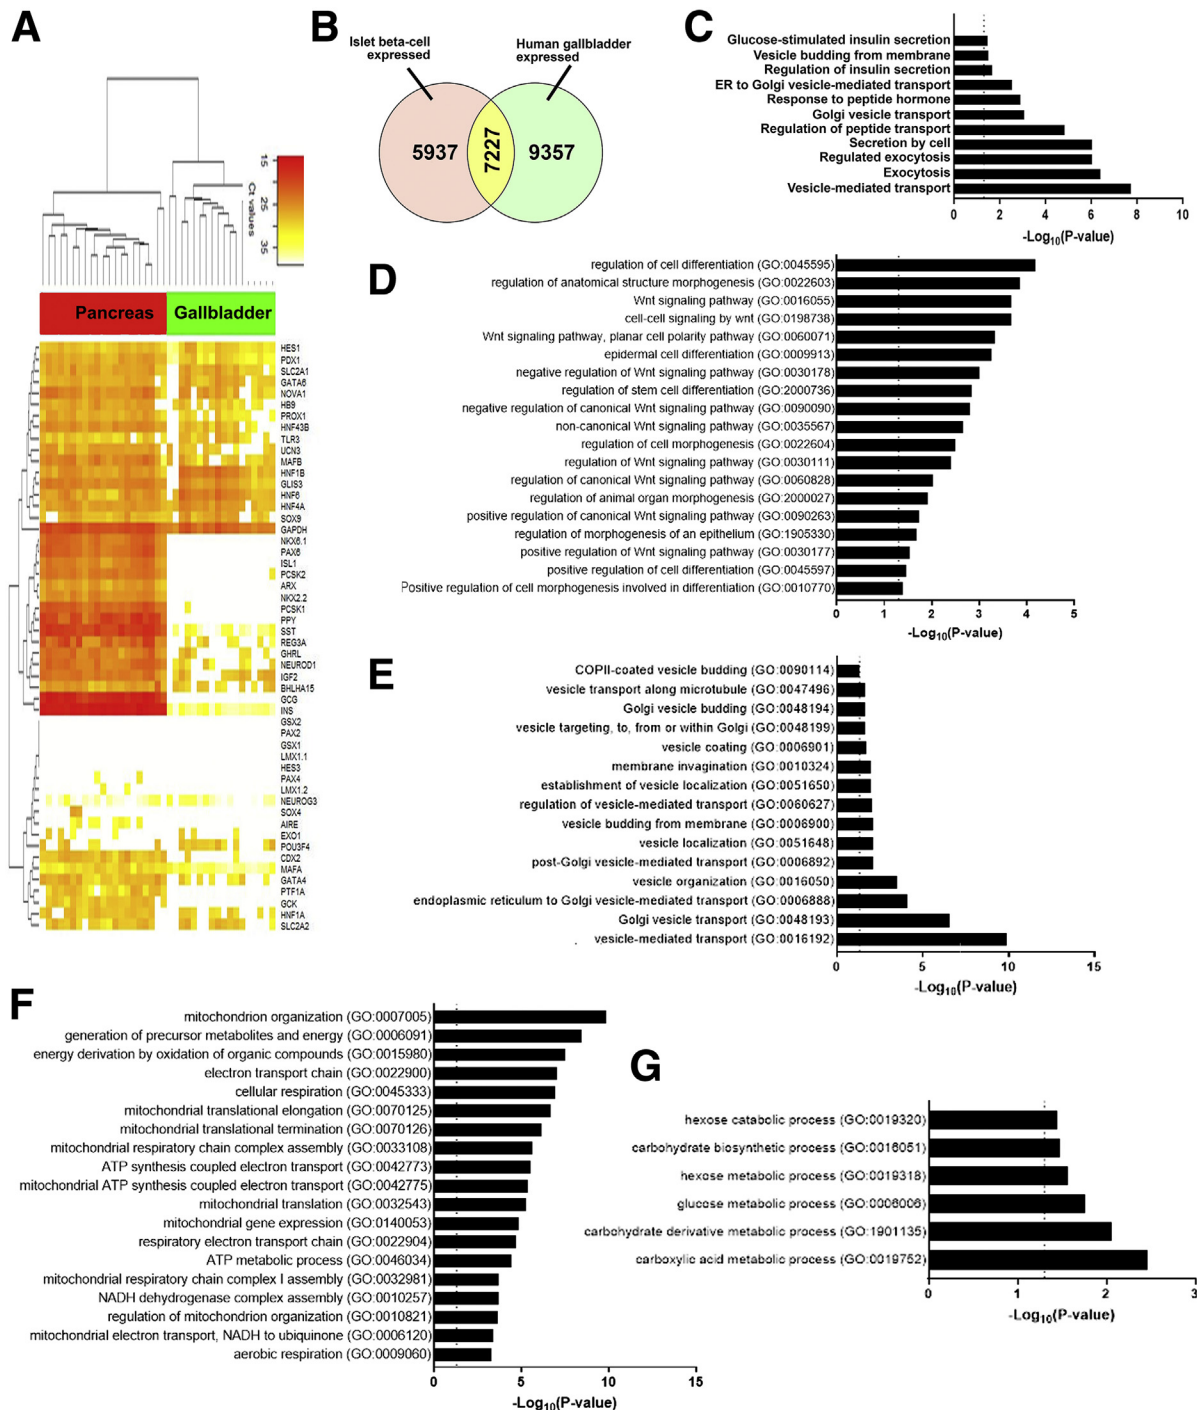 A
15
25
35
Ct values
Pancreas
Gallbladder
HES1
PDX1
SLC2A1
GATA6
NOVA1
HB9
PROX1
HNF43B
TLR3
UCN3
MAFB
HNF1B
GLIS3
HNF6
HNF4A
SOX9
GAPDH
NKX6.1
PAX6
ISL1
PCSK2
ARX
NKX2.2
PCSK1
PPY
SST
REG3A
GHRL
NEUROD1
IGF2
BHLHA15
GCG
INS
GSX2
PAX2
GSX1
LMX1.1
HES3
PAX4
LMX1.2
NEUROG3
SOX4
AIRE
EXO1
POU3F4
CDX2
MAFA
GATA4
PTF1A
GCK
HNF1A
SLC2A2
B
Islet beta-cell
expressed
Human gallbladder
expressed
5937
7227
9357
C
Glucose-stimulated insulin secretion
Vesicle budding from membrane
Regulation of insulin secretion
ER to Golgi vesicle-mediated transport
Response to peptide hormone
Golgi vesicle transport
Regulation of peptide transport
Secretion by cell
Regulated exocytosis
Exocytosis
Vesicle-mediated transport
0 2 4 6 8 10
-Log10(P-value)
D
regulation of cell differentiation (GO:0045595)
regulation of anatomical structure morphogenesis (GO:0022603)
Wnt signaling pathway (GO:0016055)
cell-cell signaling by wnt (GO:0198738)
Wnt signaling pathway, planar cell polarity pathway (GO:0060071)
epidermal cell differentiation (GO:0009913)
negative regulation of Wnt signaling pathway (GO:0030178)
regulation of stem cell differentiation (GO:2000736)
negative regulation of canonical Wnt signaling pathway (GO:0090090)
non-canonical Wnt signaling pathway (GO:0035567)
regulation of cell morphogenesis (GO:0022604)
regulation of Wnt signaling pathway (GO:0030111)
regulation of canonical Wnt signaling pathway (GO:0060828)
regulation of animal organ morphogenesis (GO:2000027)
positive regulation of canonical Wnt signaling pathway (GO:0090263)
regulation of morphogenesis of an epithelium (GO:1905330)
positive regulation of Wnt signaling pathway (GO:0030177)
positive regulation of cell differentiation (GO:0045597)
Positive regulation of cell morphogenesis involved in differentiation (GO:0010770)
0 1 2 3 4 5
-Log10(P-value)
E
COPII-coated vesicle budding (GO:0090114)
vesicle transport along microtubule (GO:0047496)
Golgi vesicle budding (GO:0048194)
vesicle targeting, to, from or within Golgi (GO:0048199)
vesicle coating (GO:0006901)
membrane invagination (GO:0010324)
establishment of vesicle localization (GO:0051650)
regulation of vesicle-mediated transport (GO:0060627)
vesicle budding from membrane (GO:0006900)
vesicle localization (GO:0051648)
post-Golgi vesicle-mediated transport (GO:0006892)
vesicle organization (GO:0016050)
endoplasmic reticulum to Golgi vesicle-mediated transport (GO:0006888)
Golgi vesicle transport (GO:0048193)
vesicle-mediated transport (GO:0016192)
0 5 10 15
-Log10(P-value)
F
mitochondrion organization (GO:0007005)
generation of precursor metabolites and energy (GO:0006091)
energy derivation by oxidation of organic compounds (GO:0015980)
electron transport chain (GO:0022900)
cellular respiration (GO:0045333)
mitochondrial translational elongation (GO:0070125)
mitochondrial translational termination (GO:0070126)
mitochondrial respiratory chain complex assembly (GO:0033108)
ATP synthesis coupled electron transport (GO:0042773)
mitochondrial ATP synthesis coupled electron transport (GO:0042775)
mitochondrial translation (GO:0032543)
mitochondrial gene expression (GO:0140053)
respiratory electron transport chain (GO:0022904)
ATP metabolic process (GO:0046034)
mitochondrial respiratory chain complex I assembly (GO:0032981)
NADH dehydrogenase complex assembly (GO:0010257)
regulation of mitochondrion organization (GO:0010821)
mitochondrial electron transport, NADH to ubiquinone (GO:0006120)
aerobic respiration (GO:0009060)
0 5 10 15
-Log10(P-value)
G
hexose catabolic process (GO:0019320)
carbohydrate biosynthetic process (GO:0016051)
hexose metabolic process (GO:0019318)
glucose metabolic process (GO:0006006)
carbohydrate derivative metabolic process (GO:1901135)
carboxylic acid metabolic process (GO:0019752)
0 1 2 3
-Log10(P-value)